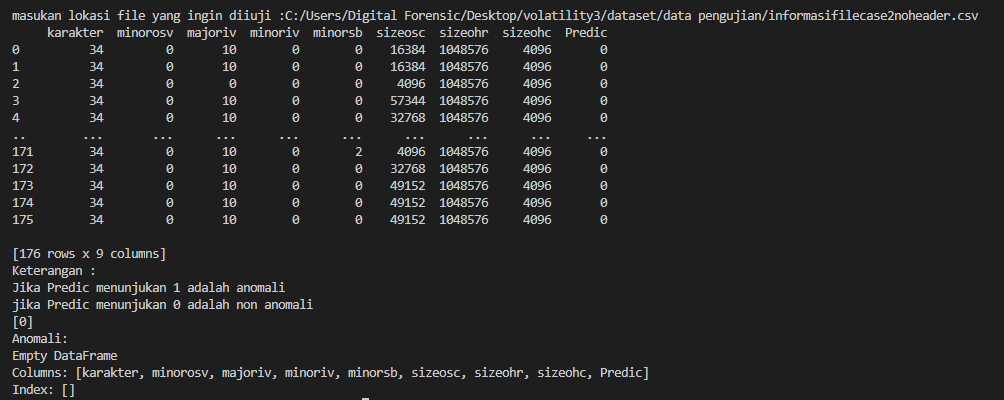 masukan lokasi file yang ingin diiuji :C:/Users/Digital Forensic/Desktop/volatility3/dataset/data pengujian/informasifilecase2noheader.csv
karakter minorosv majoriv minoriv minorsb sizeosc sizeohr sizeohc Predic
0 34 0 10 0 0 16384 1048576 4096 0
1 34 0 10 0 0 16384 1048576 4096 0
2 34 0 0 0 0 4096 1048576 4096 0
3 34 0 10 0 0 57344 1048576 4096 0
4 34 0 10 0 0 32768 1048576 4096 0
.. ... ... ... ... ... ... ... ... ...
171 34 0 10 0 2 4096 1048576 4096 0
172 34 0 10 0 0 32768 1048576 4096 0
173 34 0 10 0 0 49152 1048576 4096 0
174 34 0 10 0 0 49152 1048576 4096 0
175 34 0 10 0 0 49152 1048576 4096 0
[176 rows x 9 columns]
Keterangan :
Jika Predic menunjukan 1 adalah anomali
jika Predic menunjukan 0 adalah non anomali
[0]
Anomali:
Empty DataFrame
Columns: [karakter, minorosv, majoriv, minoriv, minorsb, sizeosc, sizeohr, sizeohc, Predic]
Index: []